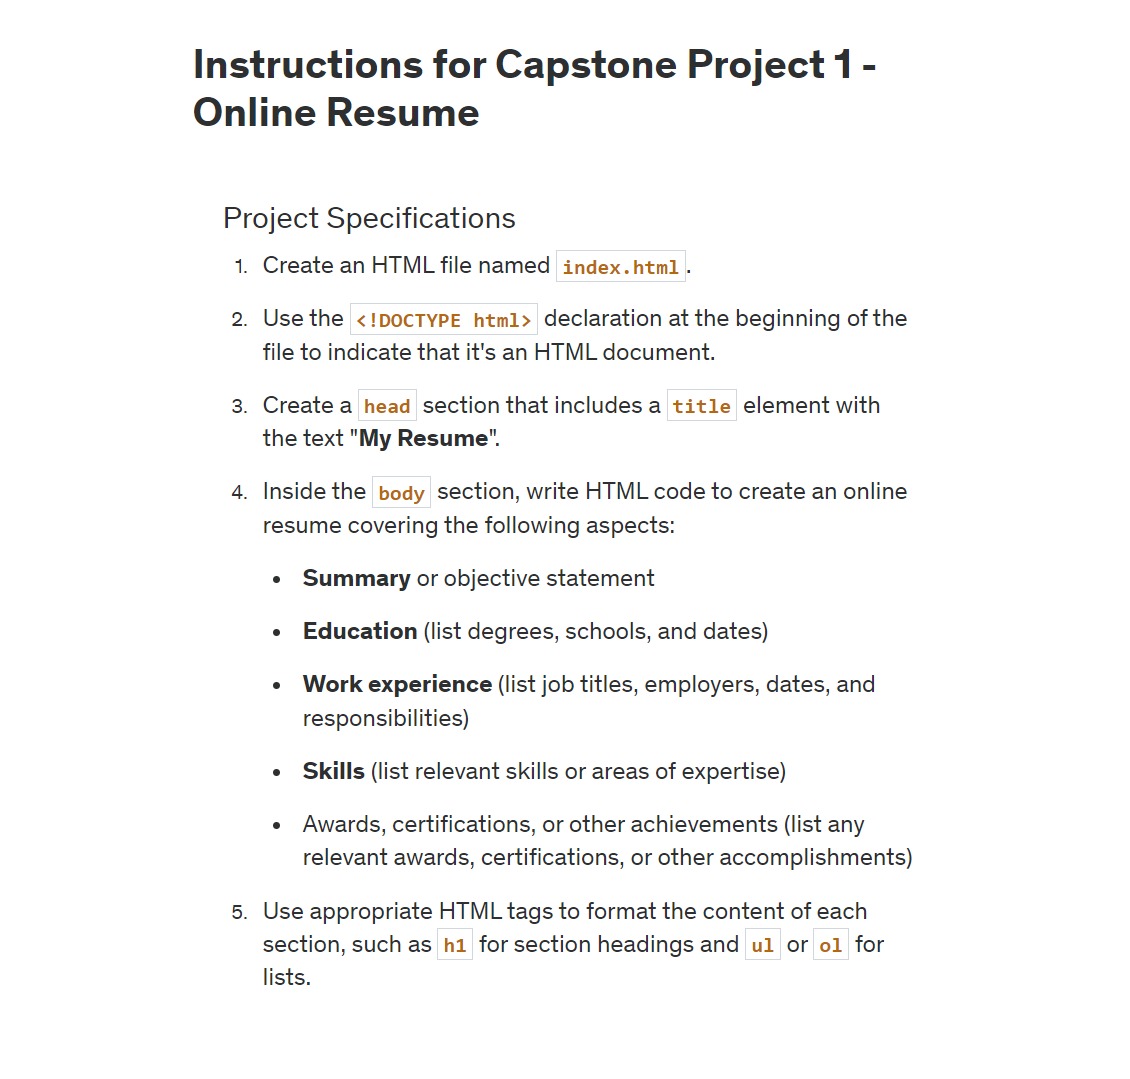 Instructions for Capstone Project 1 -
Online Resume
Project Specifications
1. Create an HTML file named index.html.
2. Use the <!DOCTYPE html> declaration at the beginning of the
file to indicate that it's an HTML document.
3. Create a head section that includes a title element with
the text "My Resume".
4. Inside the body section, write HTML code to create an online
resume covering the following aspects:
• Summary or objective statement
• Education (list degrees, schools, and dates)
• Work experience (list job titles, employers, dates, and
responsibilities)
• Skills (list relevant skills or areas of expertise)
• Awards, certifications, or other achievements (list any
relevant awards, certifications, or other accomplishments)
5. Use appropriate HTML tags to format the content of each
section, such as h1 for section headings and ul or ol for
lists.